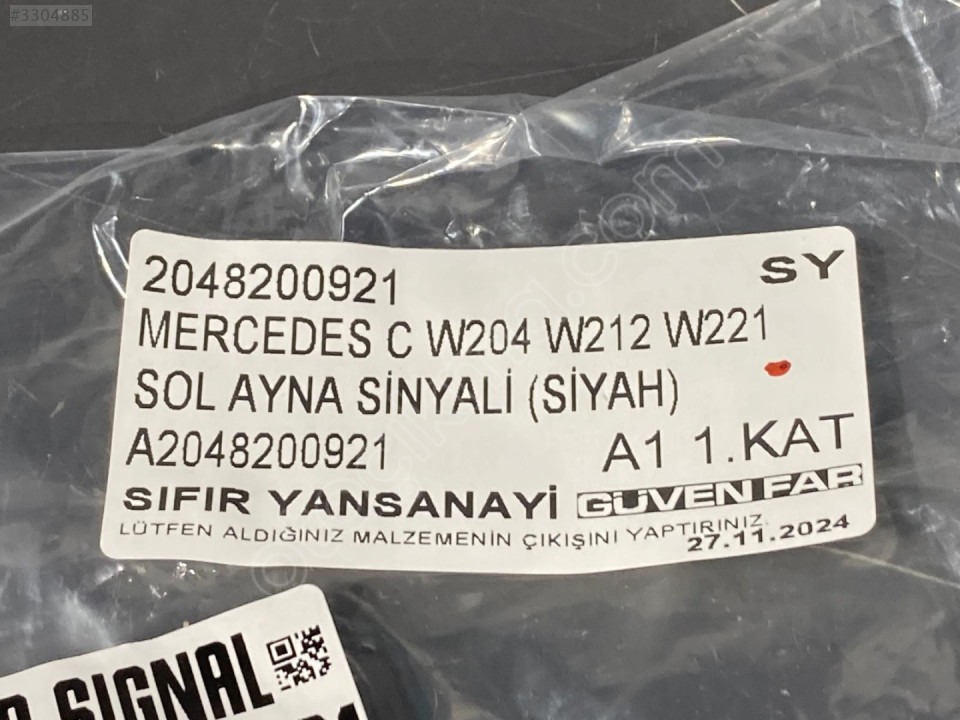 #3304885
2048200921
SY
MERCEDES C W204 W212 W221
SOL AYNA SİNYALİ (SİYAH)
A2048200921
A1 1.KAT
SIFIR YANSANAYİ GÜVEN FAR
LÜTFEN ALDIĞINIZ MALZEMENİN ÇIKIŞINI YAPTIRINIZ.
27.11.2024
SIGNAL